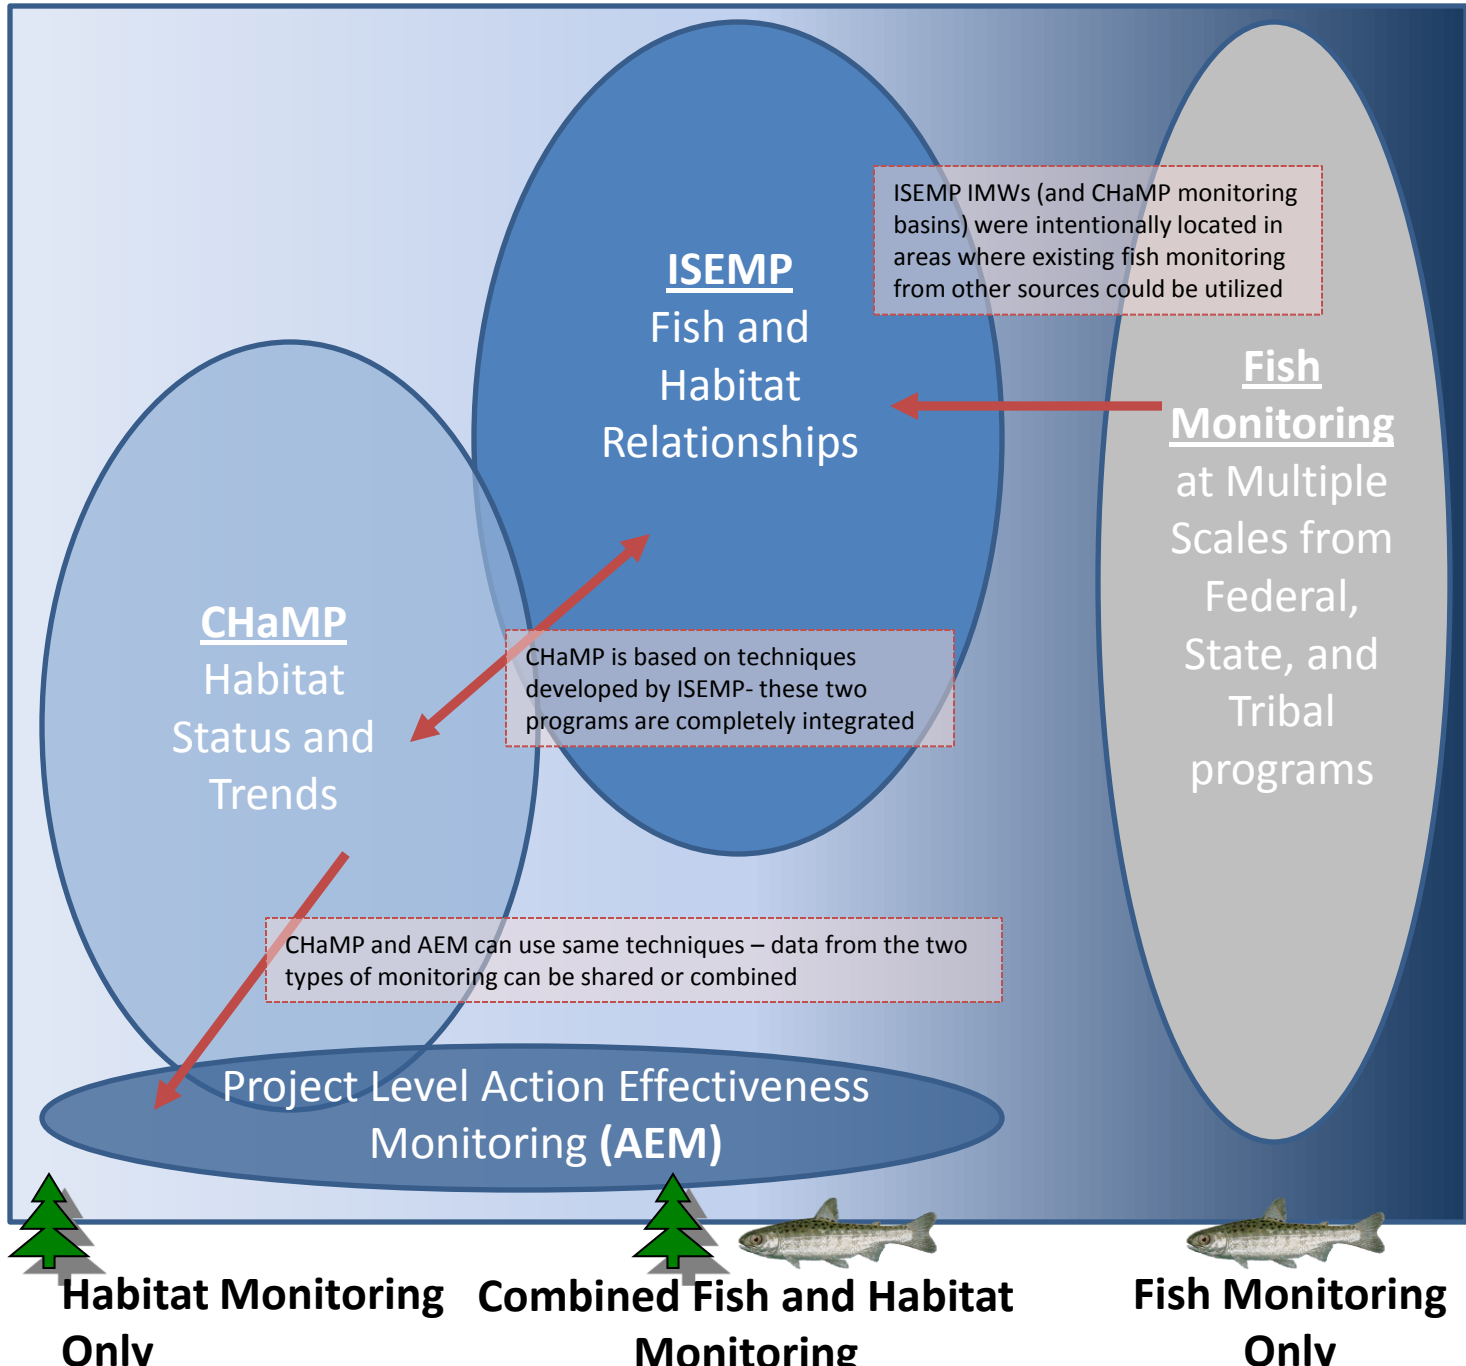 ISEMP
Fish and
Habitat
Relationships
ISEMP IMWs (and CHaMP monitoring
basins) were intentionally located in
areas where existing fish monitoring
from other sources could be utilized
Fish
Monitoring
at Multiple
Scales from
Federal,
State, and
Tribal
programs
CHaMP
Habitat
Status and
Trends
CHaMP is based on techniques
developed by ISEMP- these two
programs are completely integrated
CHaMP and AEM can use same techniques – data from the two
types of monitoring can be shared or combined
Project Level Action Effectiveness
Monitoring (AEM)
Habitat Monitoring
Only
Combined Fish and Habitat
Monitoring
Fish Monitoring
Only